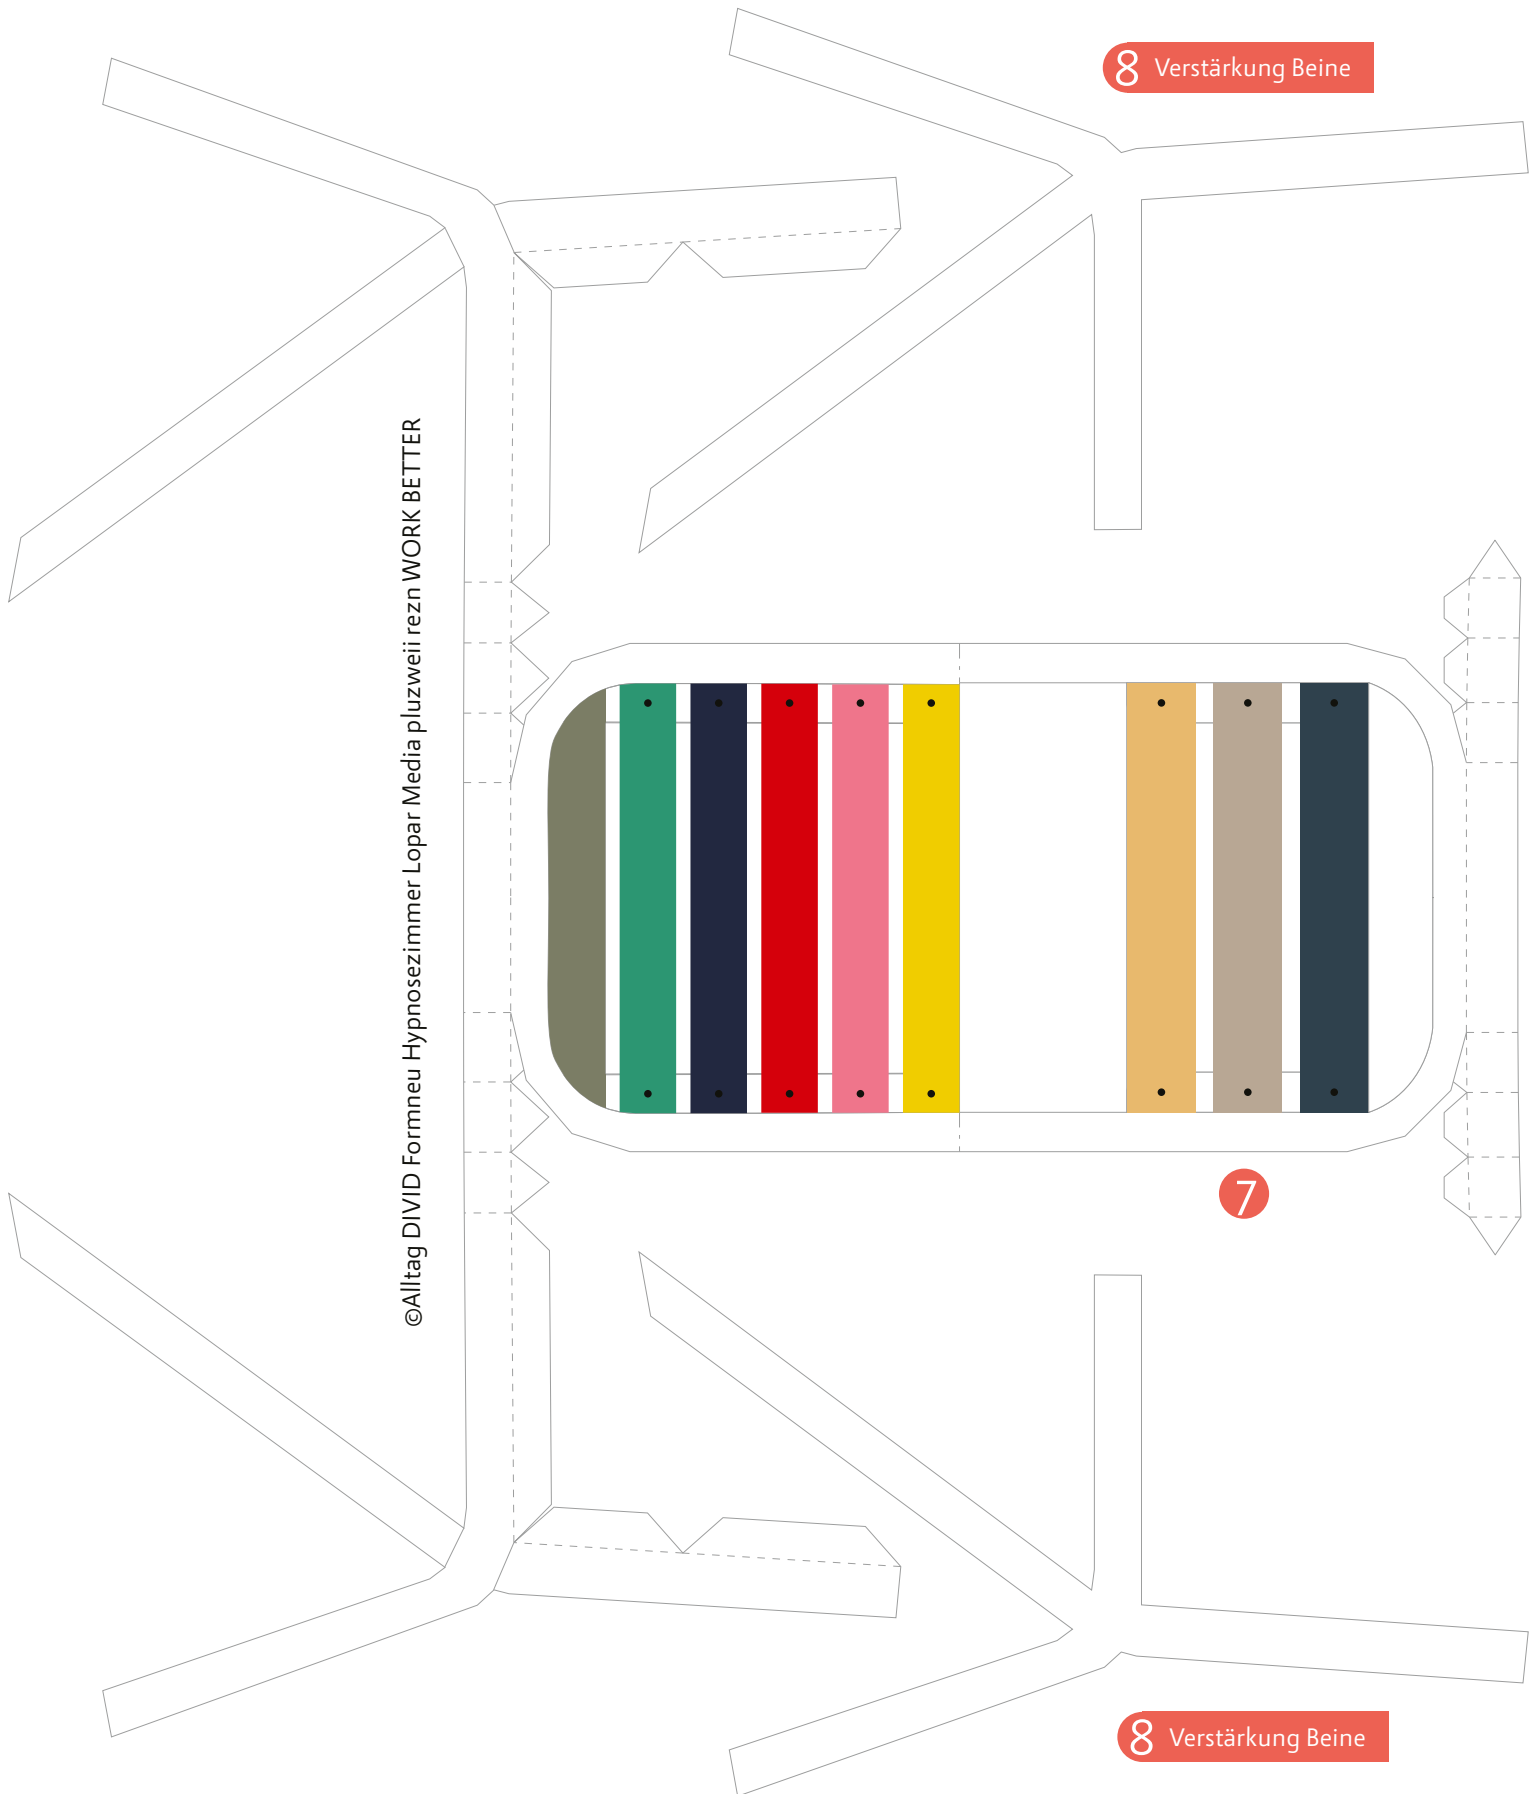 8 Verstärkung Beine
©Alltag DIVID Formneu Hypnosezimmer Lopar Media pluzweii rezn WORK BETTER
7
8 Verstärkung Beine